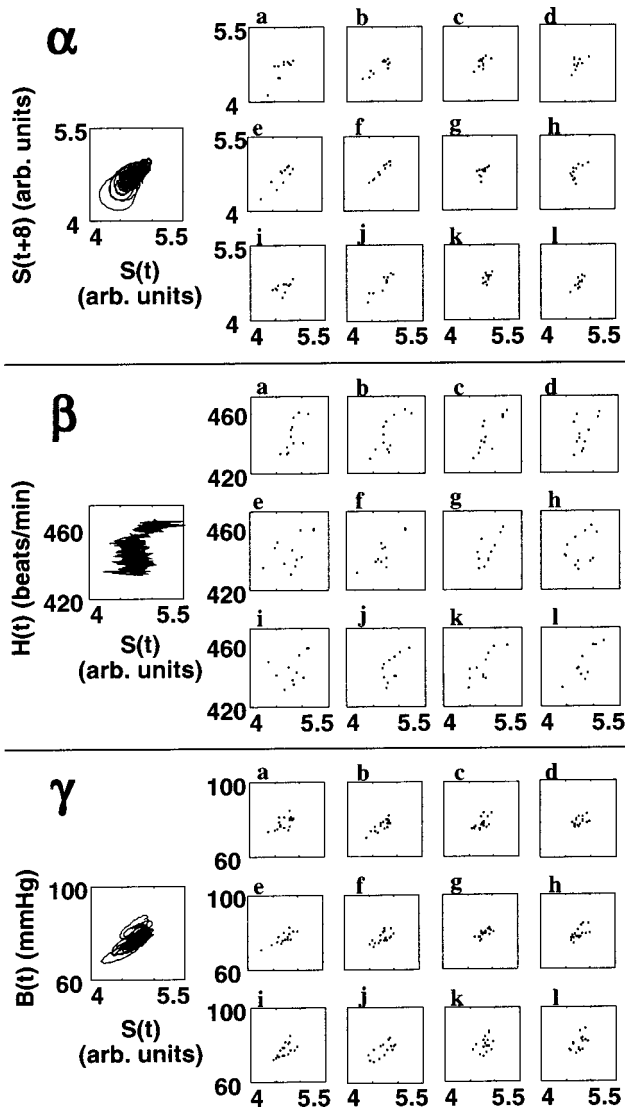 α
a b c d
5.5
4
S(t+8) (arb. units)
5.5
4
4 5.5
S(t)
(arb. units)
e f g h
5.5
4
i j k l
5.5
4
4 5.5 4 5.5
β
a b c d
460
420
H(t) (beats/min)
460
420
4 5.5
S(t)
(arb. units)
e f g h
460
420
i j k l
460
420
4 5.5 4 5.5
γ
a b c d
100
60
B(t) (mmHg)
100
60
4 5.5
S(t)
(arb. units)
e f g h
100
60
i j k l
100
60
4 5.5 4 5.5